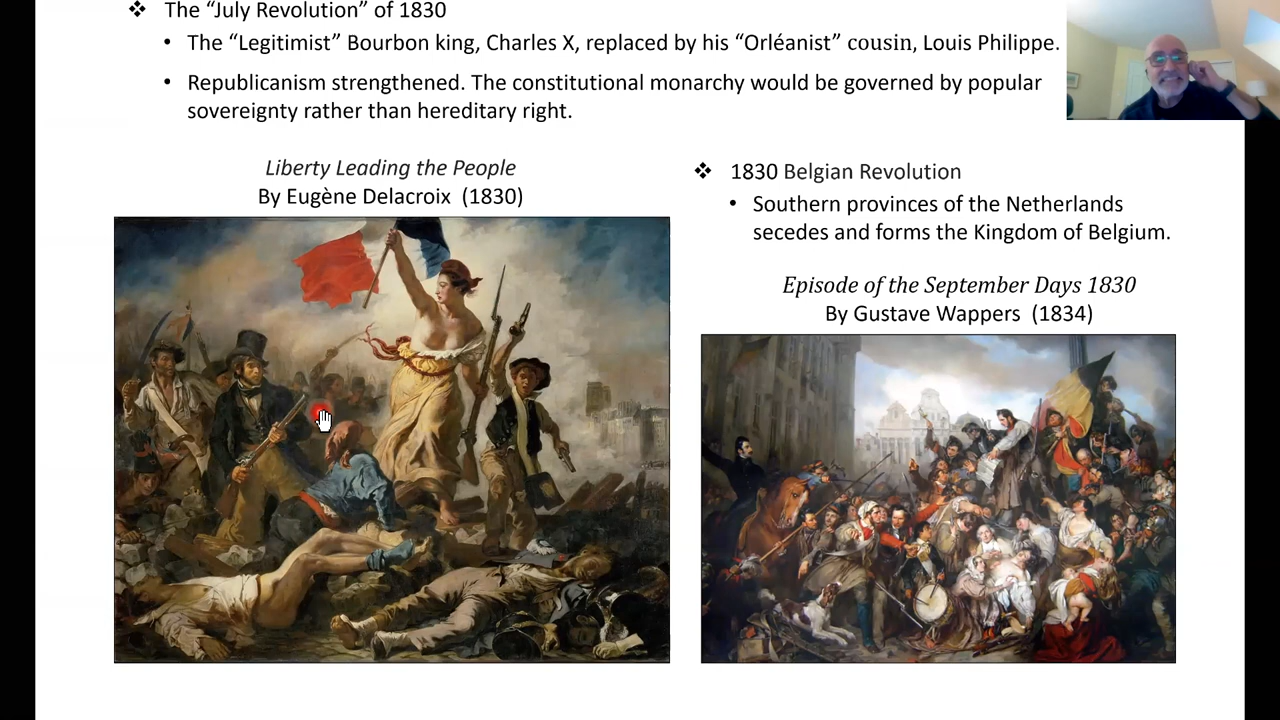 ❖ The “July Revolution” of 1830
• The “Legitimist” Bourbon king, Charles X, replaced by his “Orléanist” cousin, Louis Philippe.
• Republicanism strengthened. The constitutional monarchy would be governed by popular
sovereignty rather than hereditary right.
Liberty Leading the People
By Eugène Delacroix (1830)
❖ 1830 Belgian Revolution
• Southern provinces of the Netherlands
secedes and forms the Kingdom of Belgium.
Episode of the September Days 1830
By Gustave Wappers (1834)